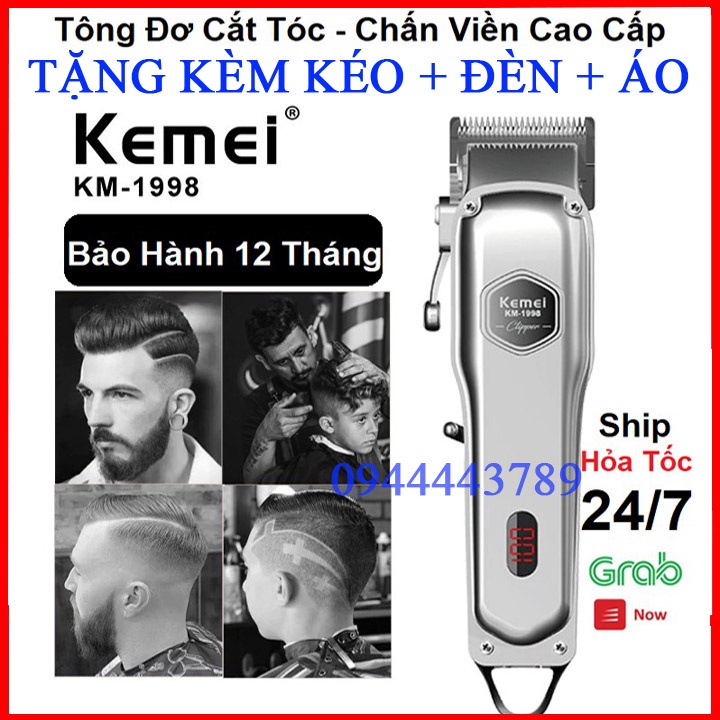 Tông Đơ Cắt Tóc - Chấn Viền Cao Cấp
TẶNG KÈM KÉO + ĐÈN + ÁO
Kemei®
KM-1998
Bảo Hành 12 Tháng
Kemei
KM-1998
Clipper
Ship
Hỏa Tốc
0944443789
24/7
100
Grab
Now